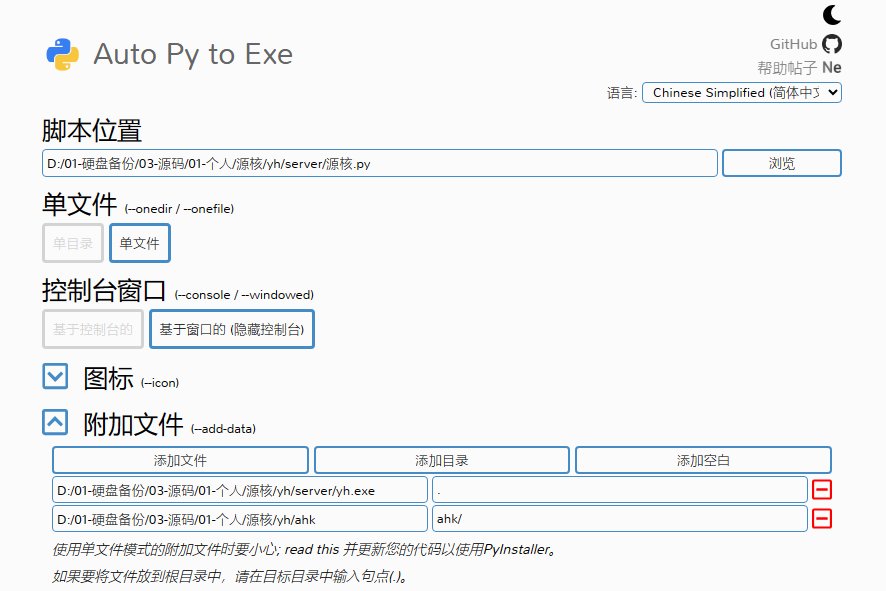 GitHub
Auto Py to Exe
帮助帖子 Ne
语言: Chinese Simplified (简体中文
脚本位置
D:/01-硬盘备份/03-源码/01-个人/源核/yh/server/源核.py 浏览
单文件 (--onedir / --onefile)
单目录 单文件
控制台窗口 (--console / --windowed)
基于控制台的 基于窗口的 (隐藏控制台)
图标 (--icon)
附加文件 (--add-data)
添加文件 添加目录 添加空白
D:/01-硬盘备份/03-源码/01-个人/源核/yh/server/yh.exe .
D:/01-硬盘备份/03-源码/01-个人/源核/yh/ahk ahk/
使用单文件模式的附加文件时要小心; read this 并更新您的代码以使用PyInstaller。
如果要将文件放到根目录中，请在目标目录中输入句点(.)。